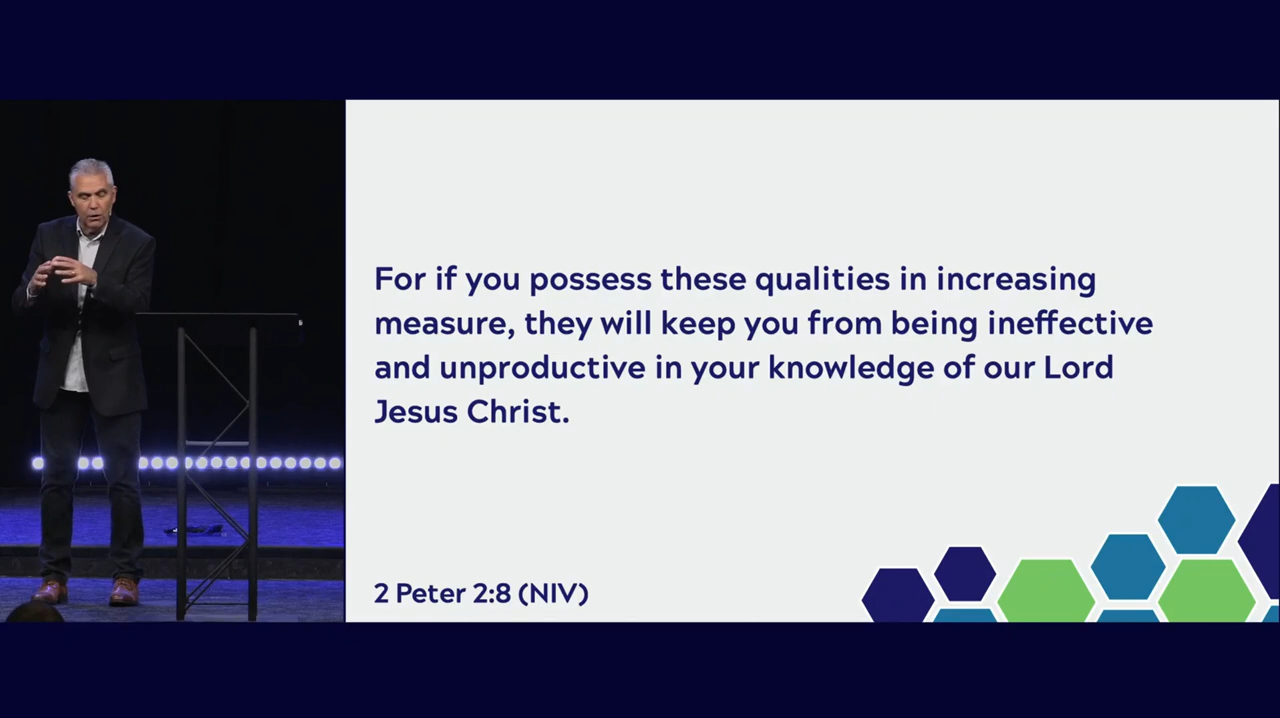 For if you possess these qualities in increasing
measure, they will keep you from being ineffective
and unproductive in your knowledge of our Lord
Jesus Christ.
2 Peter 2:8 (NIV)